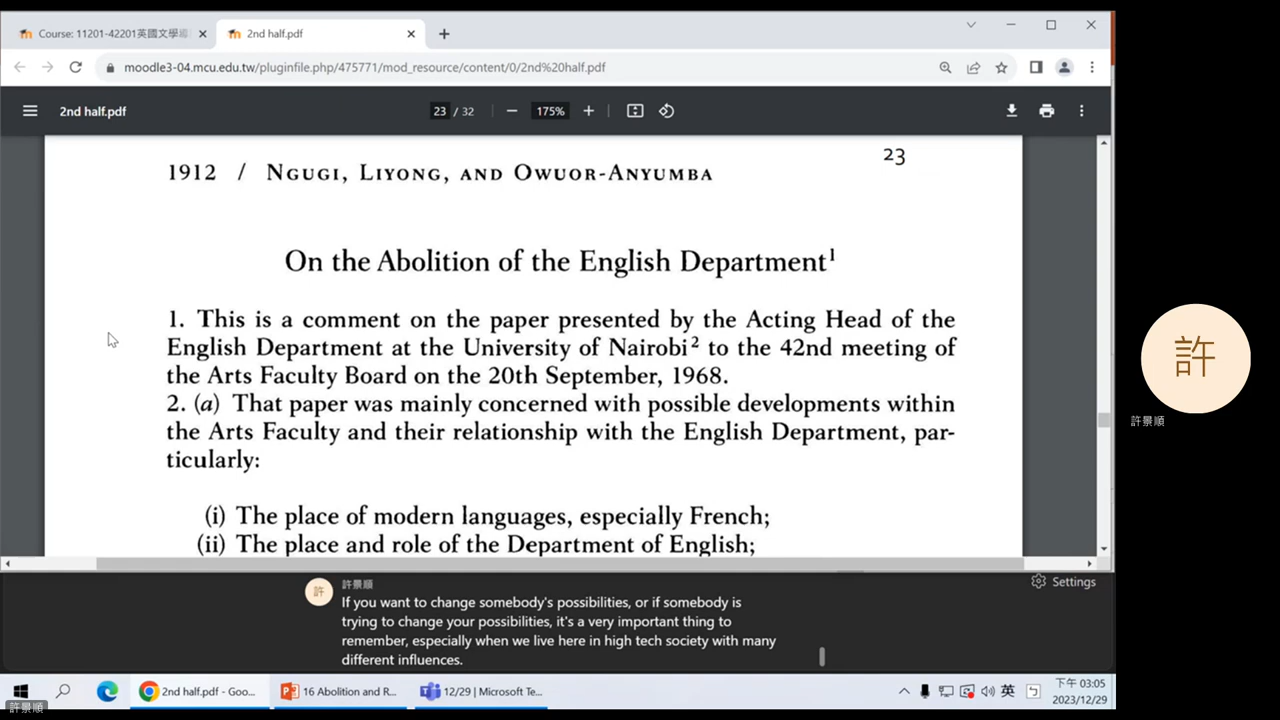 Course: 11201-42201英國文學導
2nd half.pdf
moodle3-04.mcu.edu.tw/pluginfile.php/475771/mod_resource/content/0/2nd%20half.pdf
2nd half.pdf
23 / 32
175%
23
1912 / NGUGI, LIYONG, AND OWUOR-ANYUMBA
On the Abolition of the English Department1
1. This is a comment on the paper presented by the Acting Head of the
English Department at the University of Nairobi2 to the 42nd meeting of
the Arts Faculty Board on the 20th September, 1968.
2. (a) That paper was mainly concerned with possible developments within
the Arts Faculty and their relationship with the English Department, par-
ticularly:
(i) The place of modern languages, especially French;
(ii) The place and role of the Department of English;
許
許景順
Settings
許
許景順
If you want to change somebody's possibilities, or if somebody is
trying to change your possibilities, it's a very important thing to
remember, especially when we live here in high tech society with many
different influences.
2nd half.pdf - Goo...
16 Abolition and R...
12/29 | Microsoft Te...
英
ㄅ
下午 03:05
2023/12/29
許景順